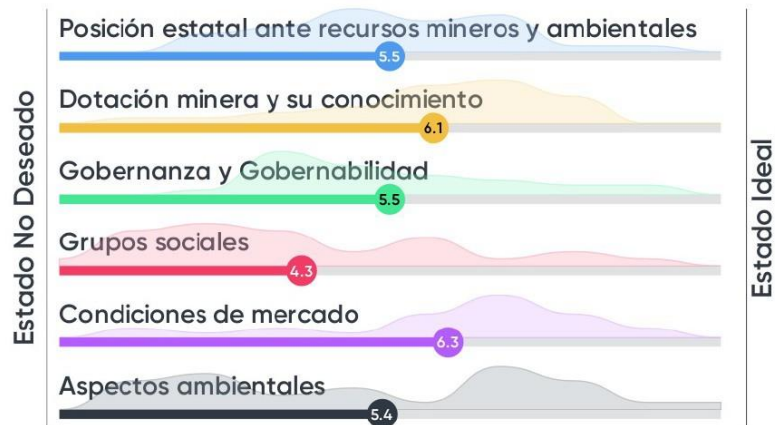 Estado No Deseado
Posición estatal ante recursos mineros y ambientales
5.5
Dotación minera y su conocimiento
6.1
Gobernanza y Gobernabilidad
5.5
Grupos sociales
4.3
Condiciones de mercado
6.3
Aspectos ambientales
5.4
Estado Ideal